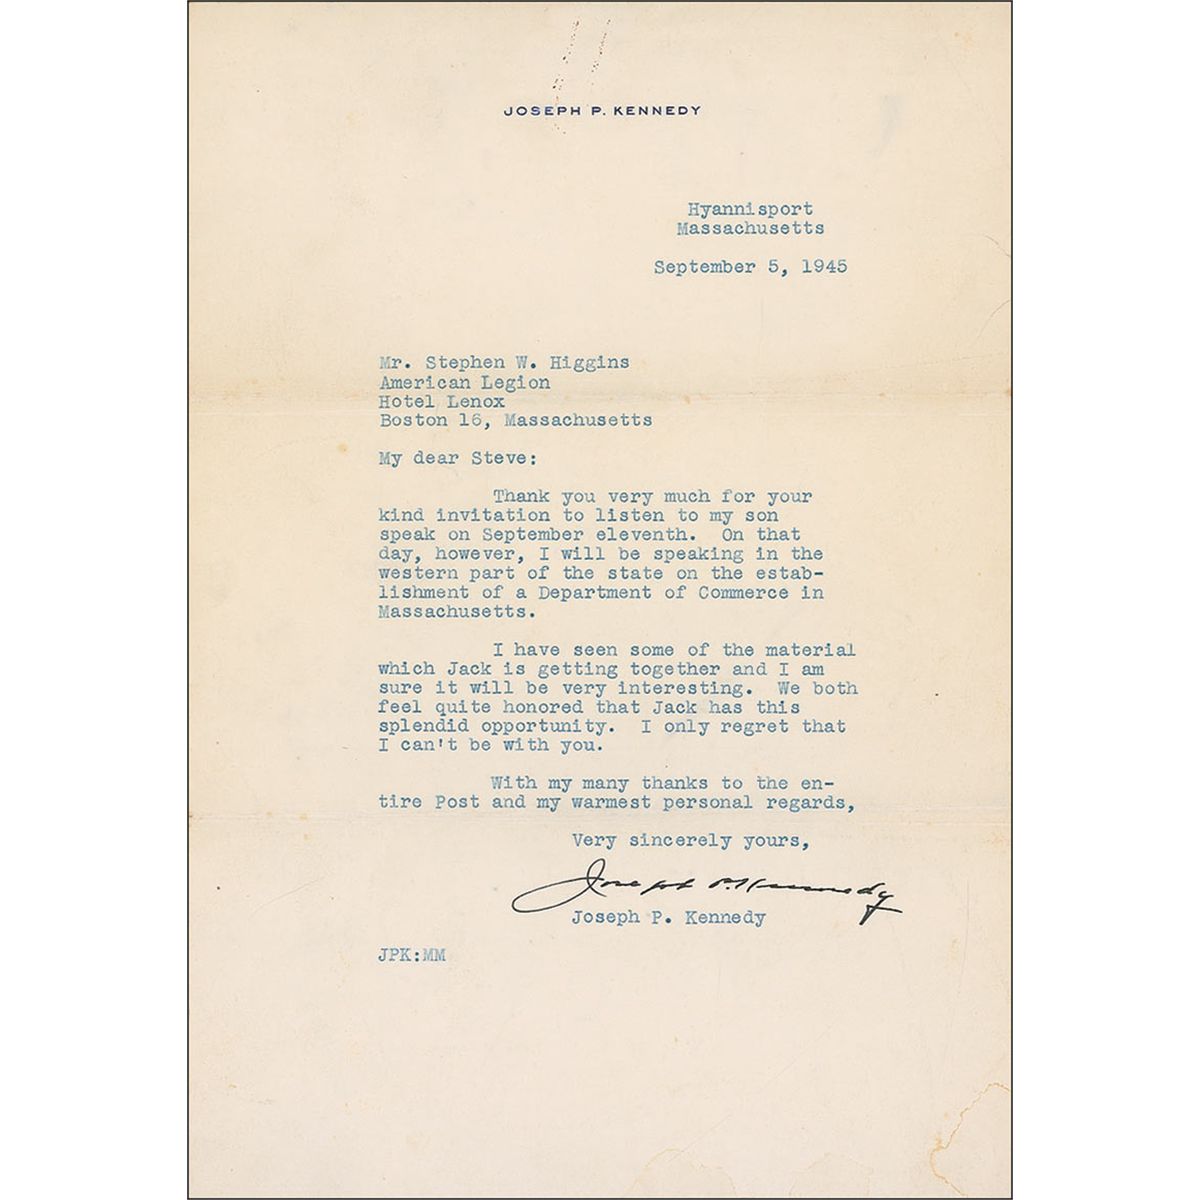 JOSEPH P. KENNEDY
Hyannisport
Massachusetts
September 5, 1945
Mr. Stephen W. Higgins
American Legion
Hotel Lenox
Boston 16, Massachusetts
My dear Steve:
Thank you very much for your
kind invitation to listen to my son
speak on September eleventh. On that
day, however, I will be speaking in the
western part of the state on the estab-
lishment of a Department of Commerce in
Massachusetts.
I have seen some of the material
which Jack is getting together and I am
sure it will be very interesting. We both
feel quite honored that Jack has this
splendid opportunity. I only regret that
I can't be with you.
With my many thanks to the en-
tire Post and my warmest personal regards,
Very sincerely yours,
Joseph P. Kennedy
Joseph P. Kennedy
JPK:MM